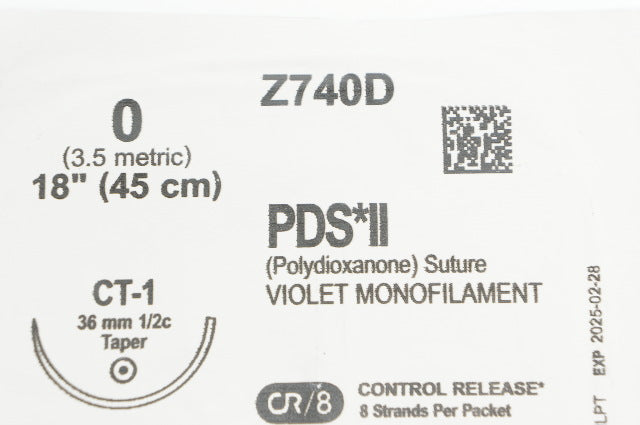 Z740D
0
(3.5 metric)
18" (45 cm)
PDS*II
(Polydioxanone) Suture
VIOLET MONOFILAMENT
CT-1
36 mm 1/2c
Taper
CR/8
CONTROL RELEASE*
8 Strands Per Packet
LPT EXP 2025-02-28